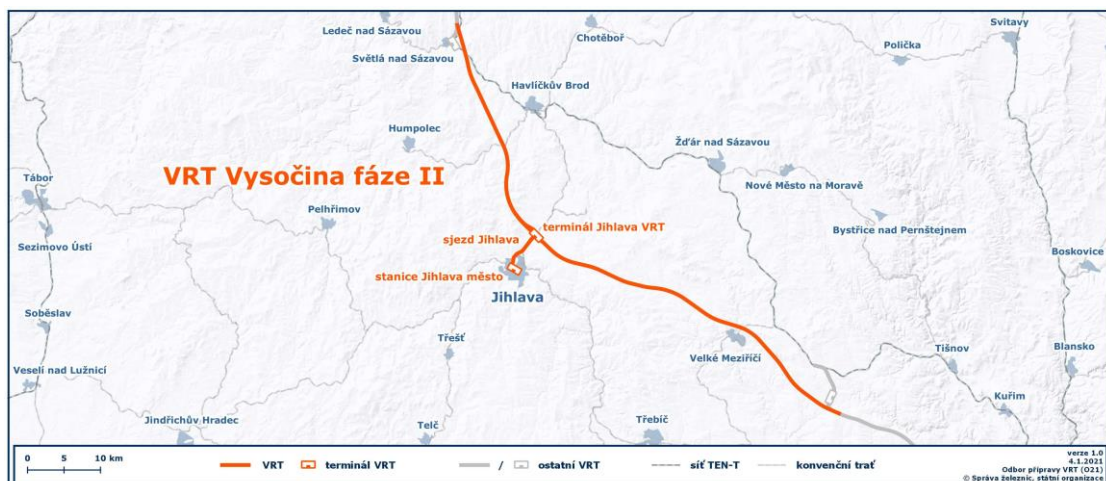 Ledeč nad Sázavou
Chotěboř
Svitavy
Světlá nad Sázavou
Polička
Havlíčkův Brod
Humpolec
Žďár nad Sázavou
VRT Vysočina fáze II
Nové Město na Moravě
Tábor
Pelhřimov
Bystřice nad Pernštejnem
terminál Jihlava VRT
Sezimovo Ústí
sjezd Jihlava
Boskovice
stanice Jihlava město
Jihlava
Soběslav
Třešť
Velké Meziříčí
Tišnov
Blansko
Veselí nad Lužnicí
Kuřim
Jindřichův Hradec
Telč
Třebíč
0 5 10 km
VRT
terminál VRT
/
ostatní VRT
síť TEN-T
konvenční trať
verze 1.0
4.1.2021
Odbor přípravy VRT (O21)
© Správa železnic, státní organizace